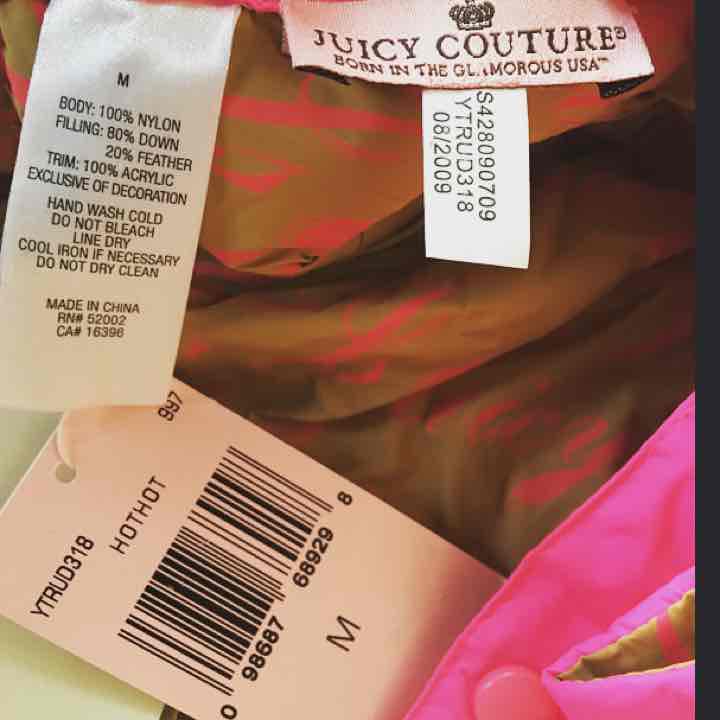 M
BODY: 100% NYLON
FILLING: 80% DOWN
20% FEATHER
TRIM: 100% ACRYLIC
EXCLUSIVE OF DECORATION
HAND WASH COLD
DO NOT BLEACH
LINE DRY
COOL IRON IF NECESSARY
DO NOT DRY CLEAN
MADE IN CHINA
RN# 52002
CA# 16396
JUICY COUTURE®
BORN IN THE GLAMOROUS USA™
S428090709
YTRUD318
08/2009
997
YTRUD318
HOTHOT
0 98687 68929 8
M